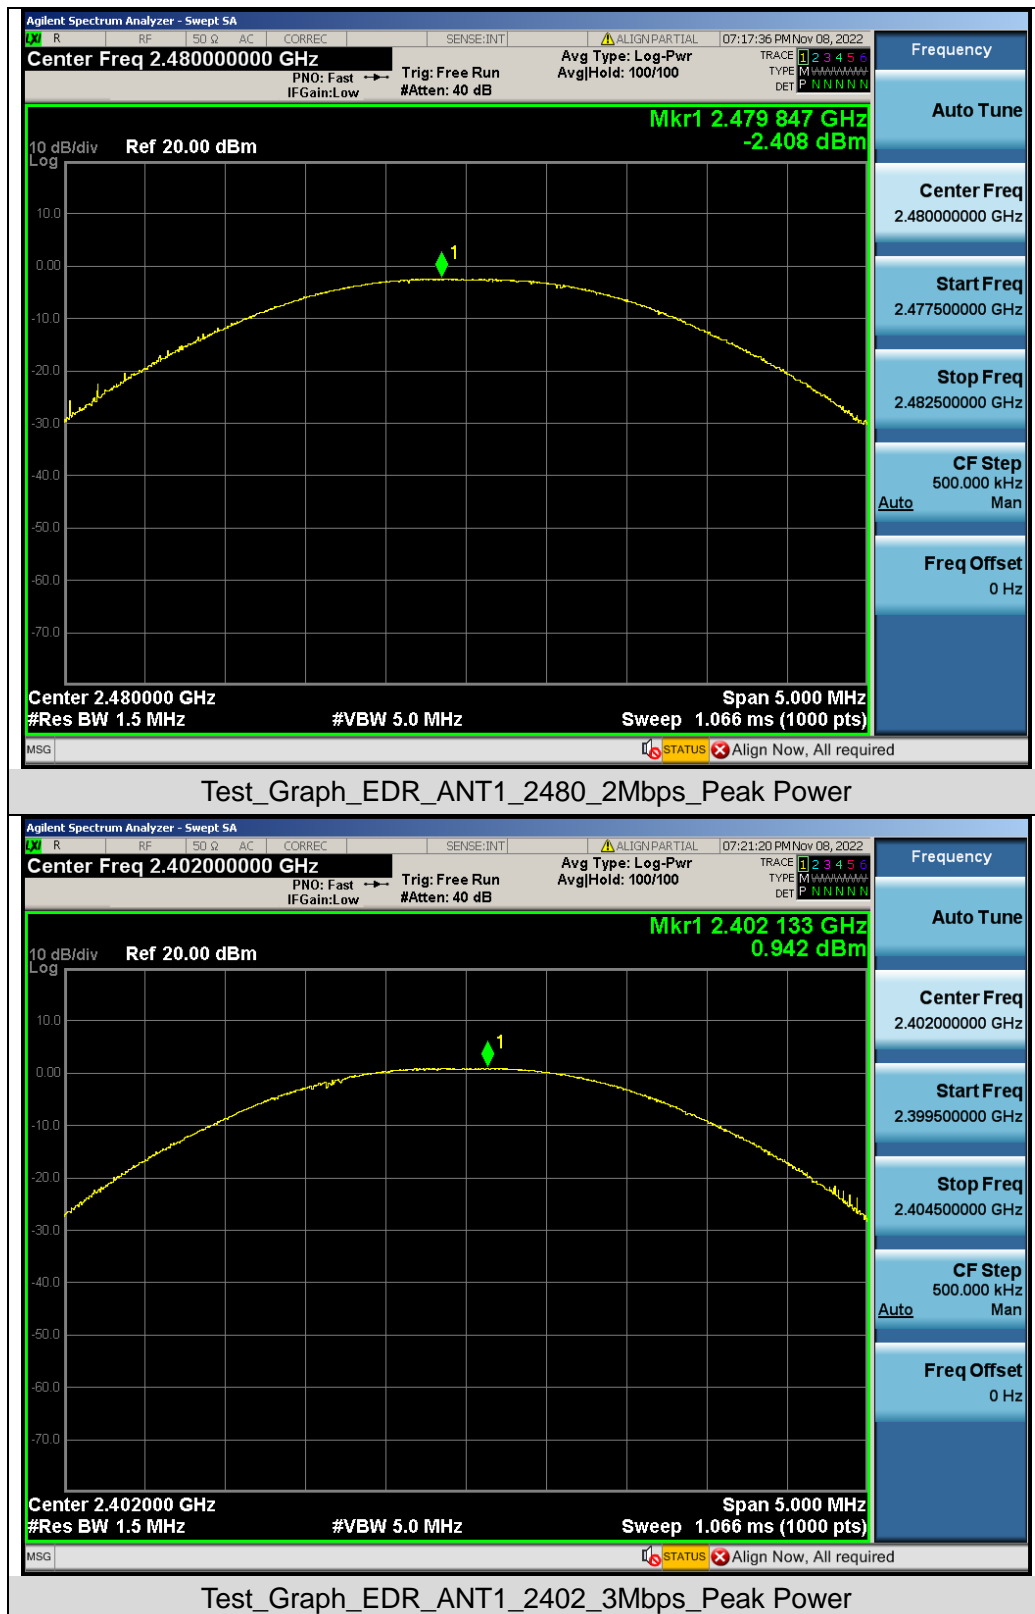 Agilent Spectrum Analyzer - Swept SA
LXI R RF 50 Ω AC CORREC SENSE:INT ALIGN PARTIAL 07:17:36 PM Nov 08, 2022
Center Freq 2.480000000 GHz
PNO: Fast
IFGain:Low
Trig: Free Run
#Atten: 40 dB
Avg Type: Log-Pwr
Avg|Hold: 100/100
TRACE 1 2 3 4 5 6
TYPE M WWWWW
DET P N N N N N
Mkr1 2.479 847 GHz
-2.408 dBm
10 dB/div
Log
Ref 20.00 dBm
10.0
0.00
-10.0
-20.0
-30.0
-40.0
-50.0
-60.0
-70.0
1
Center 2.480000 GHz
Span 5.000 MHz
#Res BW 1.5 MHz
#VBW 5.0 MHz
Sweep 1.066 ms (1000 pts)
MSG
STATUS
Align Now, All required
Frequency
Auto Tune
Center Freq
2.480000000 GHz
Start Freq
2.477500000 GHz
Stop Freq
2.482500000 GHz
CF Step
500.000 kHz
Auto Man
Freq Offset
0 Hz
Test_Graph_EDR_ANT1_2480_2Mbps_Peak Power
Agilent Spectrum Analyzer - Swept SA
LXI R RF 50 Ω AC CORREC SENSE:INT ALIGN PARTIAL 07:21:20 PM Nov 08, 2022
Center Freq 2.402000000 GHz
PNO: Fast
IFGain:Low
Trig: Free Run
#Atten: 40 dB
Avg Type: Log-Pwr
Avg|Hold: 100/100
TRACE 1 2 3 4 5 6
TYPE M WWWWW
DET P N N N N N
Mkr1 2.402 133 GHz
0.942 dBm
10 dB/div
Log
Ref 20.00 dBm
10.0
0.00
-10.0
-20.0
-30.0
-40.0
-50.0
-60.0
-70.0
1
Center 2.402000 GHz
Span 5.000 MHz
#Res BW 1.5 MHz
#VBW 5.0 MHz
Sweep 1.066 ms (1000 pts)
MSG
STATUS
Align Now, All required
Frequency
Auto Tune
Center Freq
2.402000000 GHz
Start Freq
2.399500000 GHz
Stop Freq
2.404500000 GHz
CF Step
500.000 kHz
Auto Man
Freq Offset
0 Hz
Test_Graph_EDR_ANT1_2402_3Mbps_Peak Power